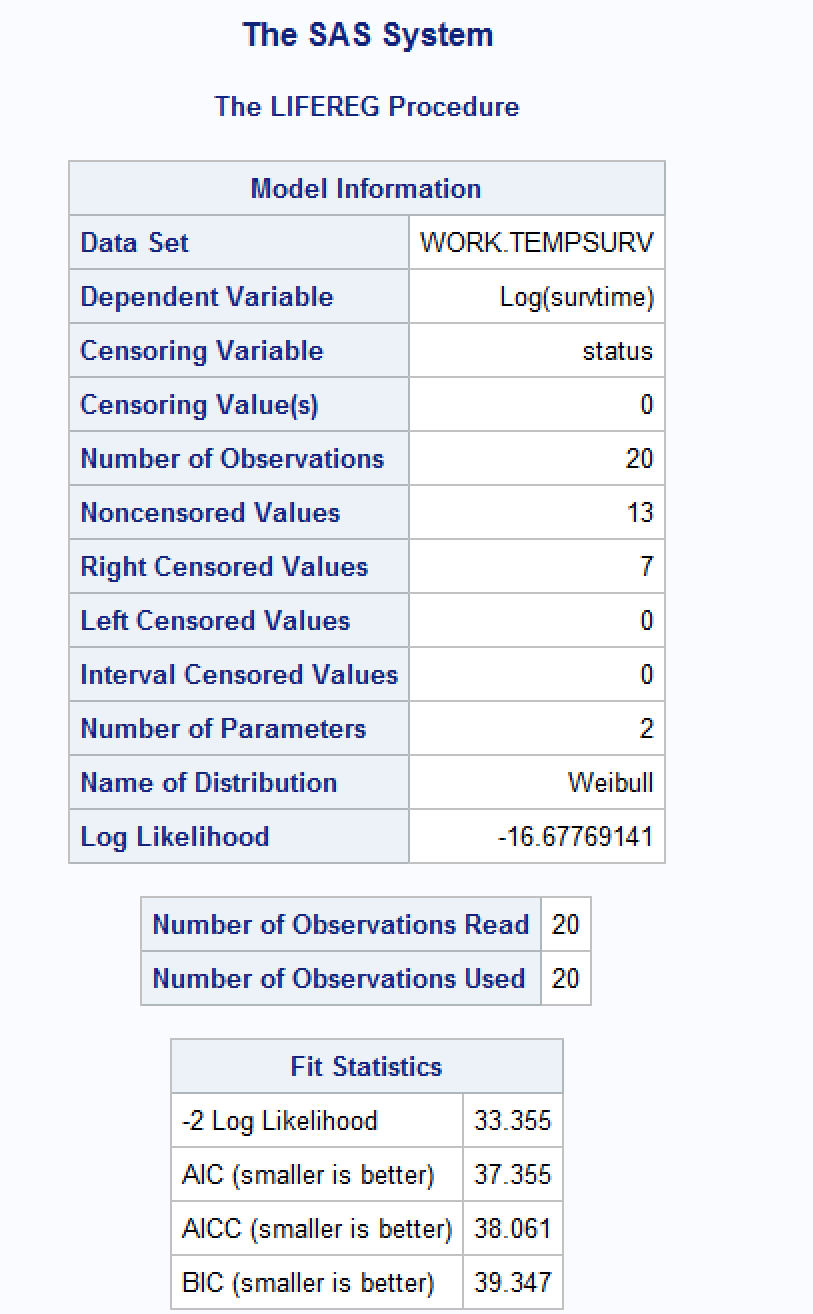 The SAS System
The LIFEREG Procedure
Model Information
Data Set WORK.TEMPSURV
Dependent Variable Log(survtime)
Censoring Variable status
Censoring Value(s) 0
Number of Observations 20
Noncensored Values 13
Right Censored Values 7
Left Censored Values 0
Interval Censored Values 0
Number of Parameters 2
Name of Distribution Weibull
Log Likelihood -16.67769141
Number of Observations Read 20
Number of Observations Used 20
Fit Statistics
-2 Log Likelihood 33.355
AIC (smaller is better) 37.355
AICC (smaller is better) 38.061
BIC (smaller is better) 39.347